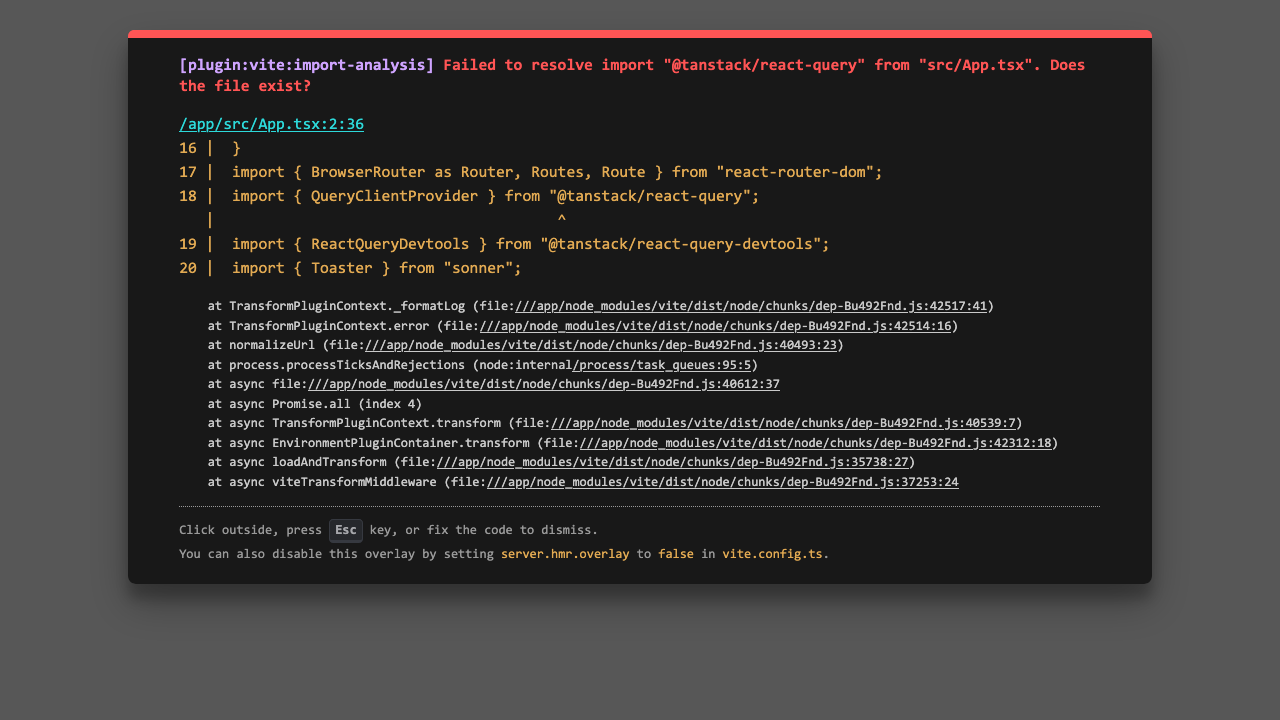 [plugin:vite:import-analysis] Failed to resolve import "@tanstack/react-query" from "src/App.tsx". Does
the file exist?
/app/src/App.tsx:2:36
16 |  }
17 |  import { BrowserRouter as Router, Routes, Route } from "react-router-dom";
18 |  import { QueryClientProvider } from "@tanstack/react-query";
   |                                       ^
19 |  import { ReactQueryDevtools } from "@tanstack/react-query-devtools";
20 |  import { Toaster } from "sonner";
at TransformPluginContext._formatLog (file:///app/node_modules/vite/dist/node/chunks/dep-Bu492Fnd.js:42517:41)
at TransformPluginContext.error (file:///app/node_modules/vite/dist/node/chunks/dep-Bu492Fnd.js:42514:16)
at normalizeUrl (file:///app/node_modules/vite/dist/node/chunks/dep-Bu492Fnd.js:40493:23)
at process.processTicksAndRejections (node:internal/process/task_queues:95:5)
at async file:///app/node_modules/vite/dist/node/chunks/dep-Bu492Fnd.js:40612:37
at async Promise.all (index 4)
at async TransformPluginContext.transform (file:///app/node_modules/vite/dist/node/chunks/dep-Bu492Fnd.js:40539:7)
at async EnvironmentPluginContainer.transform (file:///app/node_modules/vite/dist/node/chunks/dep-Bu492Fnd.js:42312:18)
at async loadAndTransform (file:///app/node_modules/vite/dist/node/chunks/dep-Bu492Fnd.js:35738:27)
at async viteTransformMiddleware (file:///app/node_modules/vite/dist/node/chunks/dep-Bu492Fnd.js:37253:24
Click outside, press Esc key, or fix the code to dismiss.
You can also disable this overlay by setting server.hmr.overlay to false in vite.config.ts.